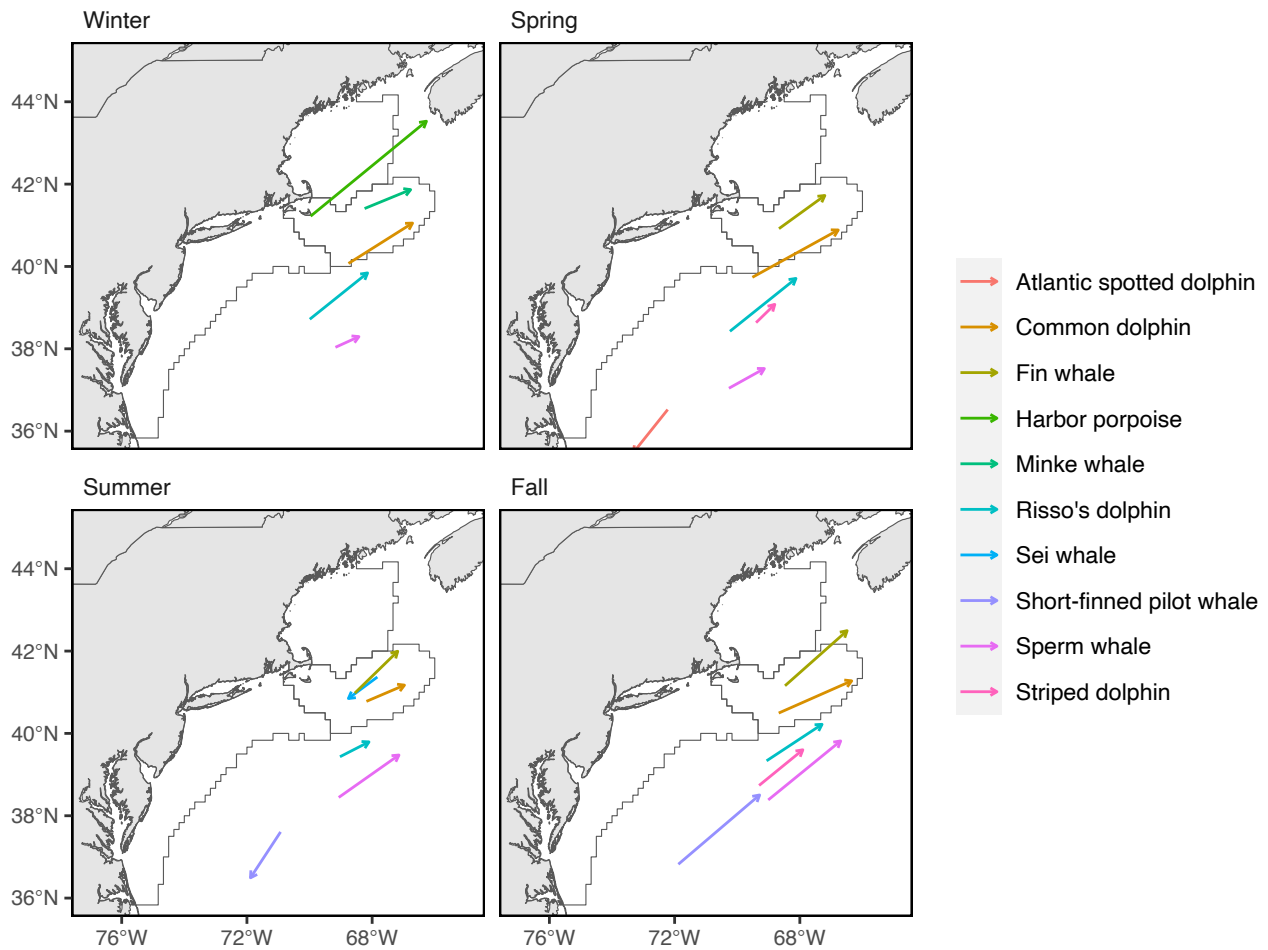 Winter
Spring
44°N
42°N
40°N
38°N
36°N
Summer
Fall
44°N
42°N
40°N
38°N
36°N
76°W
72°W
68°W
76°W
72°W
68°W
Atlantic spotted dolphin
Common dolphin
Fin whale
Harbor porpoise
Minke whale
Risso's dolphin
Sei whale
Short-finned pilot whale
Sperm whale
Striped dolphin